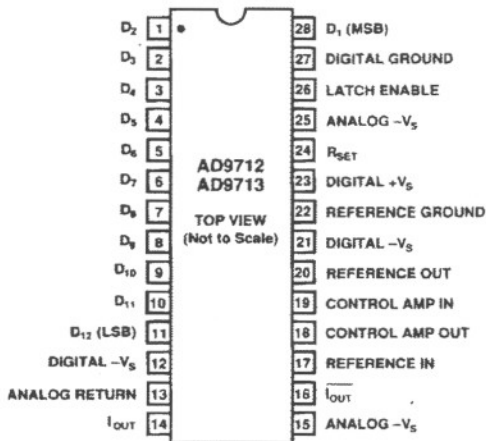 D2 1 28 D1 (MSB)
D3 2 27 DIGITAL GROUND
D4 3 26 LATCH ENABLE
D5 4 25 ANALOG –VS
D6 5 24 RSET
D7 6 23 DIGITAL +VS
D8 7 22 REFERENCE GROUND
D9 8 21 DIGITAL –VS
D10 9 20 REFERENCE OUT
D11 10 19 CONTROL AMP IN
D12 (LSB) 11 18 CONTROL AMP OUT
DIGITAL –VS 12 17 REFERENCE IN
ANALOG RETURN 13 16 IOUT
IOUT 14 15 ANALOG –VS
AD9712
AD9713
TOP VIEW
(Not to Scale)